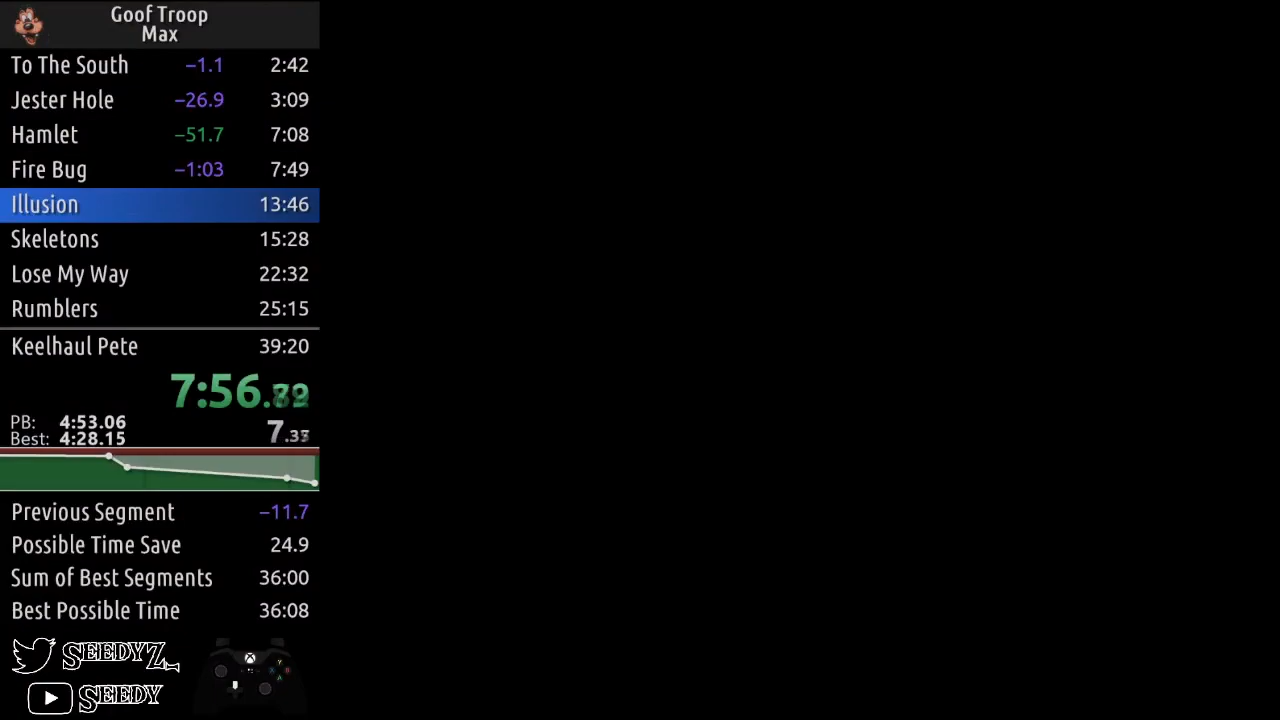 Goof Troop
Max
To The South −1.1 2:42
Jester Hole −26.9 3:09
Hamlet −51.7 7:08
Fire Bug −1:03 7:49
Illusion 13:46
Skeletons 15:28
Lose My Way 22:32
Rumblers 25:15
Keelhaul Pete 39:20
7:56.
PB: 4:53.06
Best: 4:28.15
7.
Previous Segment −11.7
Possible Time Save 24.9
Sum of Best Segments 36:00
Best Possible Time 36:08
SEEDYZ_
SEEDY